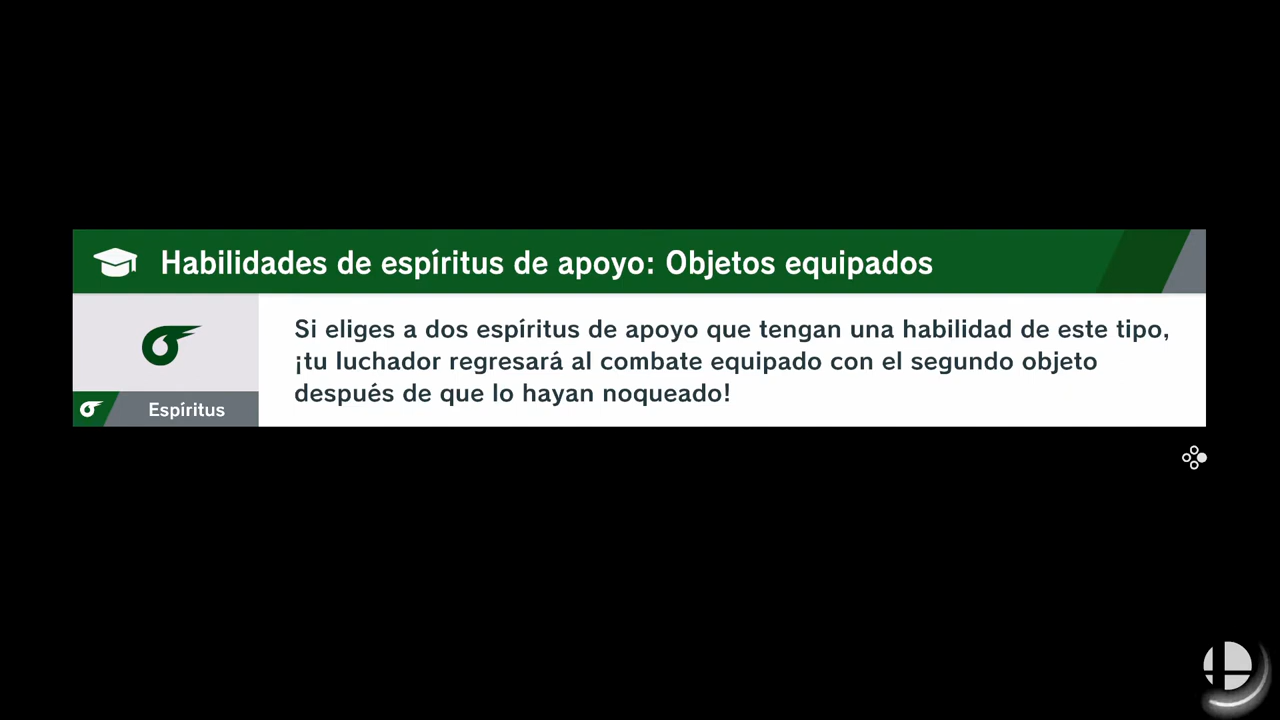 Habilidades de espíritus de apoyo: Objetos equipados
Si eliges a dos espíritus de apoyo que tengan una habilidad de este tipo,
¡tu luchador regresará al combate equipado con el segundo objeto
después de que lo hayan noqueado!
Espíritus